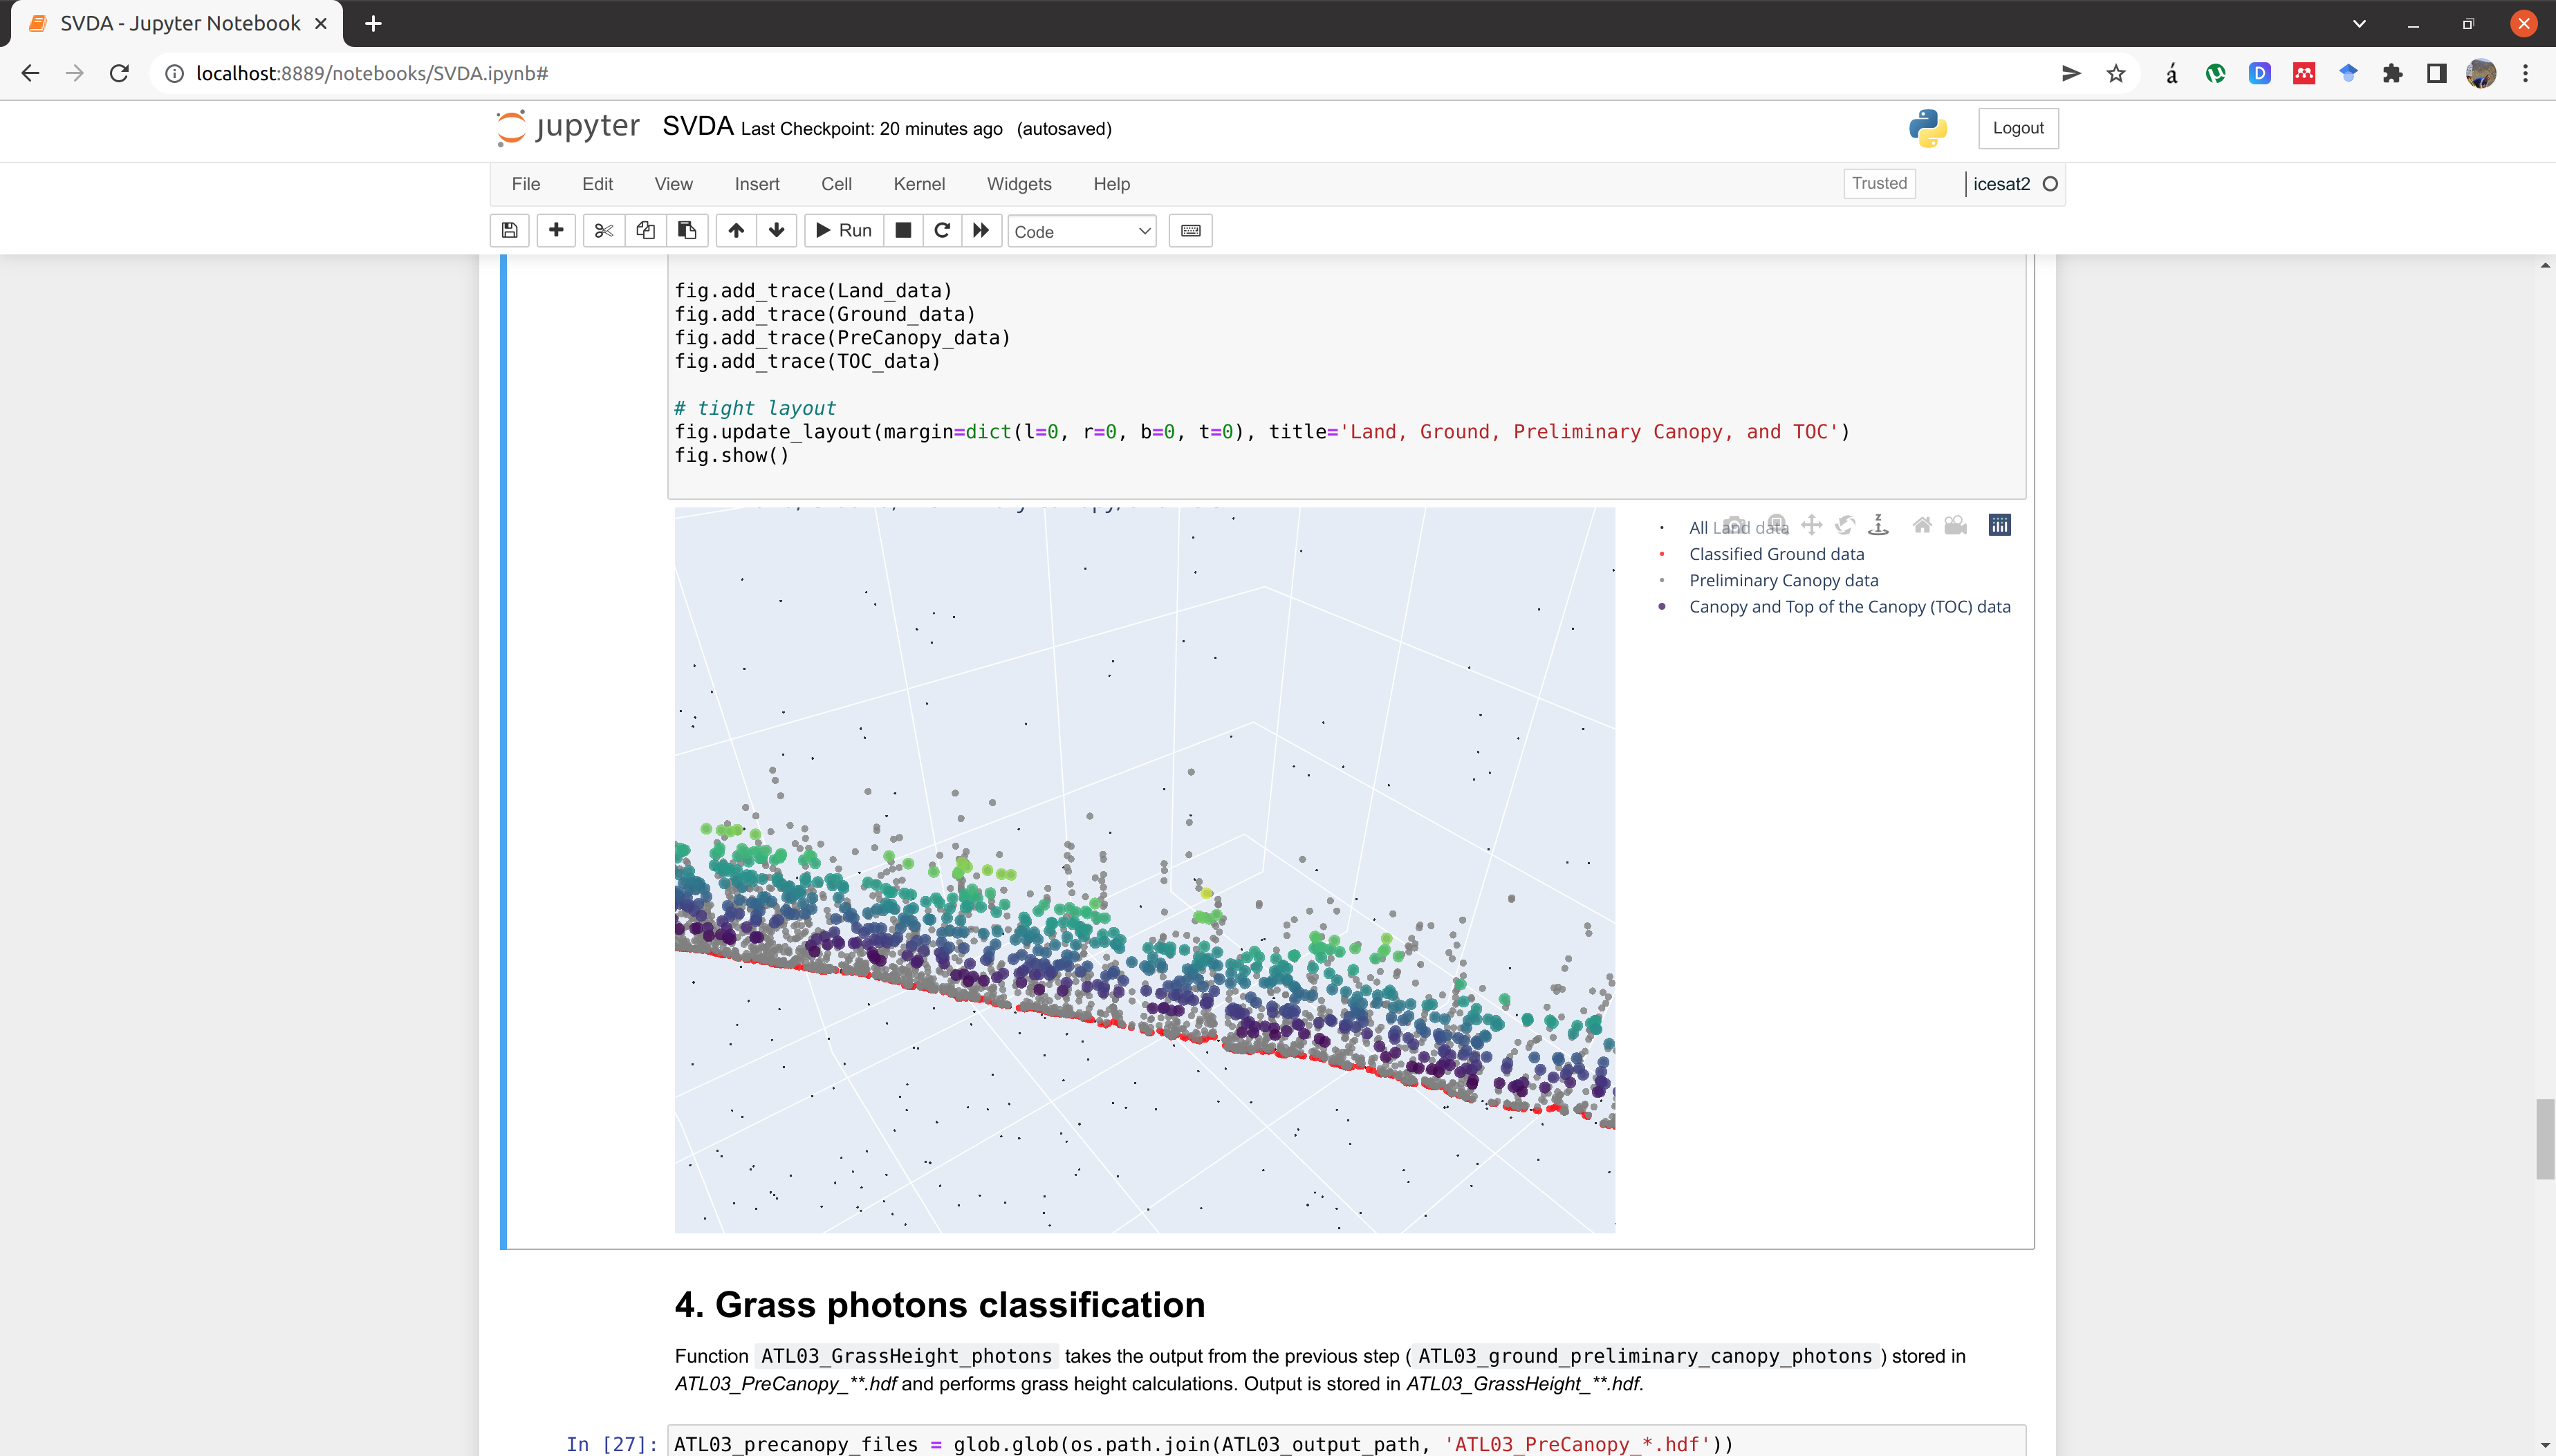 SVDA - Jupyter Notebook
localhost:8889/notebooks/SVDA.ipynb#
jupyter SVDA Last Checkpoint: 20 minutes ago (autosaved)
Logout
File Edit View Insert Cell Kernel Widgets Help
Trusted
icesat2
Run
Code
fig.add_trace(Land_data)
fig.add_trace(Ground_data)
fig.add_trace(PreCanopy_data)
fig.add_trace(TOC_data)
# tight layout
fig.update_layout(margin=dict(l=0, r=0, b=0, t=0), title='Land, Ground, Preliminary Canopy, and TOC')
fig.show()
All Land data
Classified Ground data
Preliminary Canopy data
Canopy and Top of the Canopy (TOC) data
4. Grass photons classification
Function ATL03_GrassHeight_photons takes the output from the previous step ( ATL03_ground_preliminary_canopy_photons ) stored in
ATL03_PreCanopy_**.hdf and performs grass height calculations. Output is stored in ATL03_GrassHeight_**.hdf.
In [27]: ATL03_precanopy_files = glob.glob(os.path.join(ATL03_output_path, 'ATL03_PreCanopy_*.hdf'))